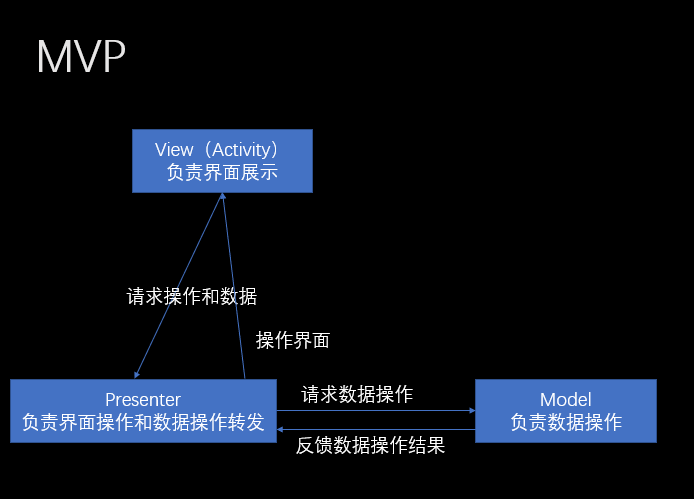 MVP
View（Activity）
负责界面展示
请求操作和数据
操作界面
Presenter
负责界面操作和数据操作转发
请求数据操作
反馈数据操作结果
Model
负责数据操作